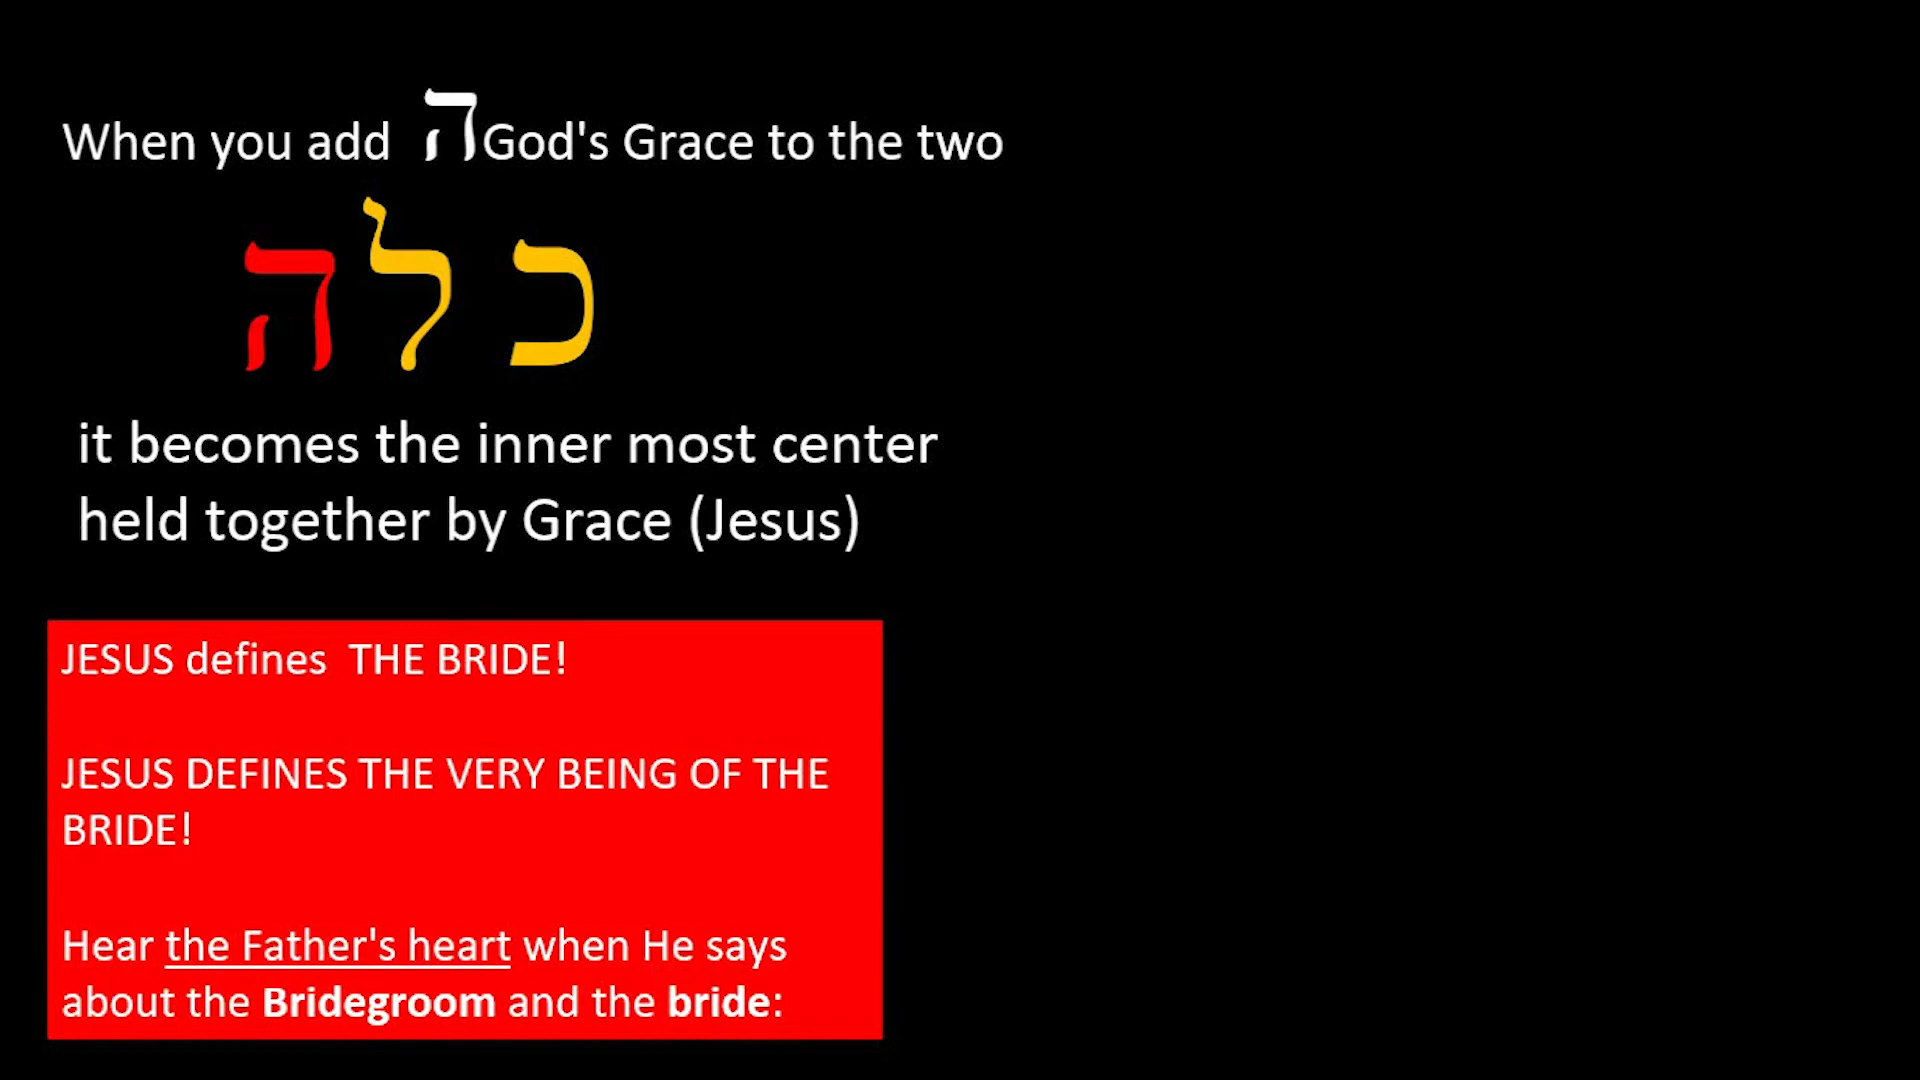 When you add ה God's Grace to the two
כ לה
it becomes the inner most center
held together by Grace (Jesus)
JESUS defines THE BRIDE!
JESUS DEFINES THE VERY BEING OF THE
BRIDE!
Hear the Father's heart when He says
about the Bridegroom and the bride: